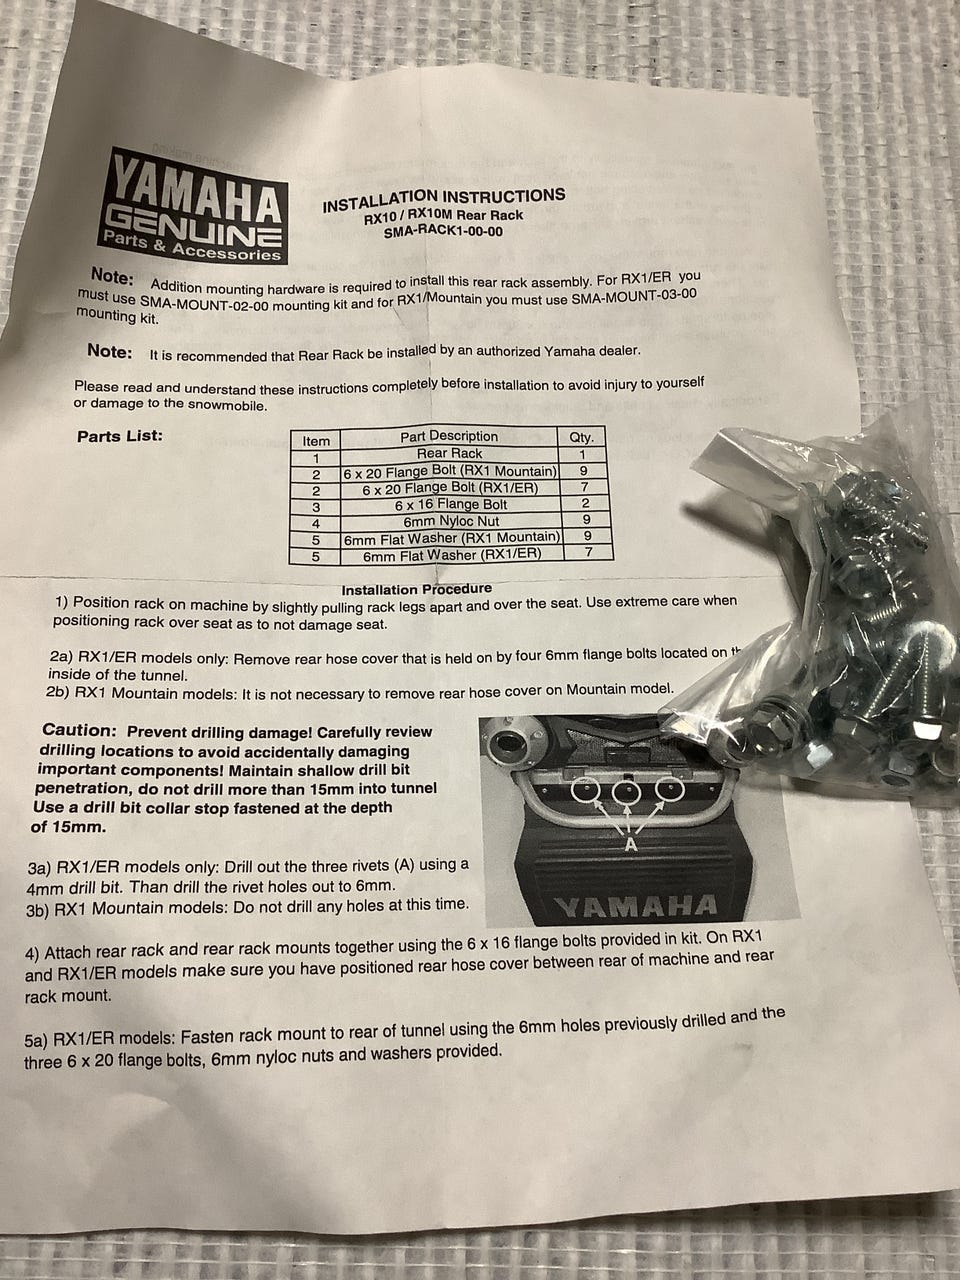 YAMAHA
GENUINE
Parts & Accessories
INSTALLATION INSTRUCTIONS
RX10 / RX10M Rear Rack
SMA-RACK1-00-00
Note: Addition mounting hardware is required to install this rear rack assembly. For RX1/ER you
must use SMA-MOUNT-02-00 mounting kit and for RX1/Mountain you must use SMA-MOUNT-03-00
mounting kit.
Note: It is recommended that Rear Rack be installed by an authorized Yamaha dealer.
Please read and understand these instructions completely before installation to avoid injury to yourself
or damage to the snowmobile.
Parts List:
Item Part Description Qty.
1 Rear Rack 1
2 6 x 20 Flange Bolt (RX1 Mountain) 9
2 6 x 20 Flange Bolt (RX1/ER) 7
3 6 x 16 Flange Bolt 2
4 6mm Nyloc Nut 9
5 6mm Flat Washer (RX1 Mountain) 9
5 6mm Flat Washer (RX1/ER) 7
Installation Procedure
1) Position rack on machine by slightly pulling rack legs apart and over the seat. Use extreme care when
positioning rack over seat as to not damage seat.
2a) RX1/ER models only: Remove rear hose cover that is held on by four 6mm flange bolts located on
inside of the tunnel.
2b) RX1 Mountain models: It is not necessary to remove rear hose cover on Mountain model.
Caution: Prevent drilling damage! Carefully review
drilling locations to avoid accidentally damaging
important components! Maintain shallow drill bit
penetration, do not drill more than 15mm into tunnel
Use a drill bit collar stop fastened at the depth
of 15mm.
A
YAMAHA
3a) RX1/ER models only: Drill out the three rivets (A) using a
4mm drill bit. Than drill the rivet holes out to 6mm.
3b) RX1 Mountain models: Do not drill any holes at this time.
4) Attach rear rack and rear rack mounts together using the 6 x 16 flange bolts provided in kit. On RX1
and RX1/ER models make sure you have positioned rear hose cover between rear of machine and rear
rack mount.
5a) RX1/ER models: Fasten rack mount to rear of tunnel using the 6mm holes previously drilled and the
three 6 x 20 flange bolts, 6mm nyloc nuts and washers provided.